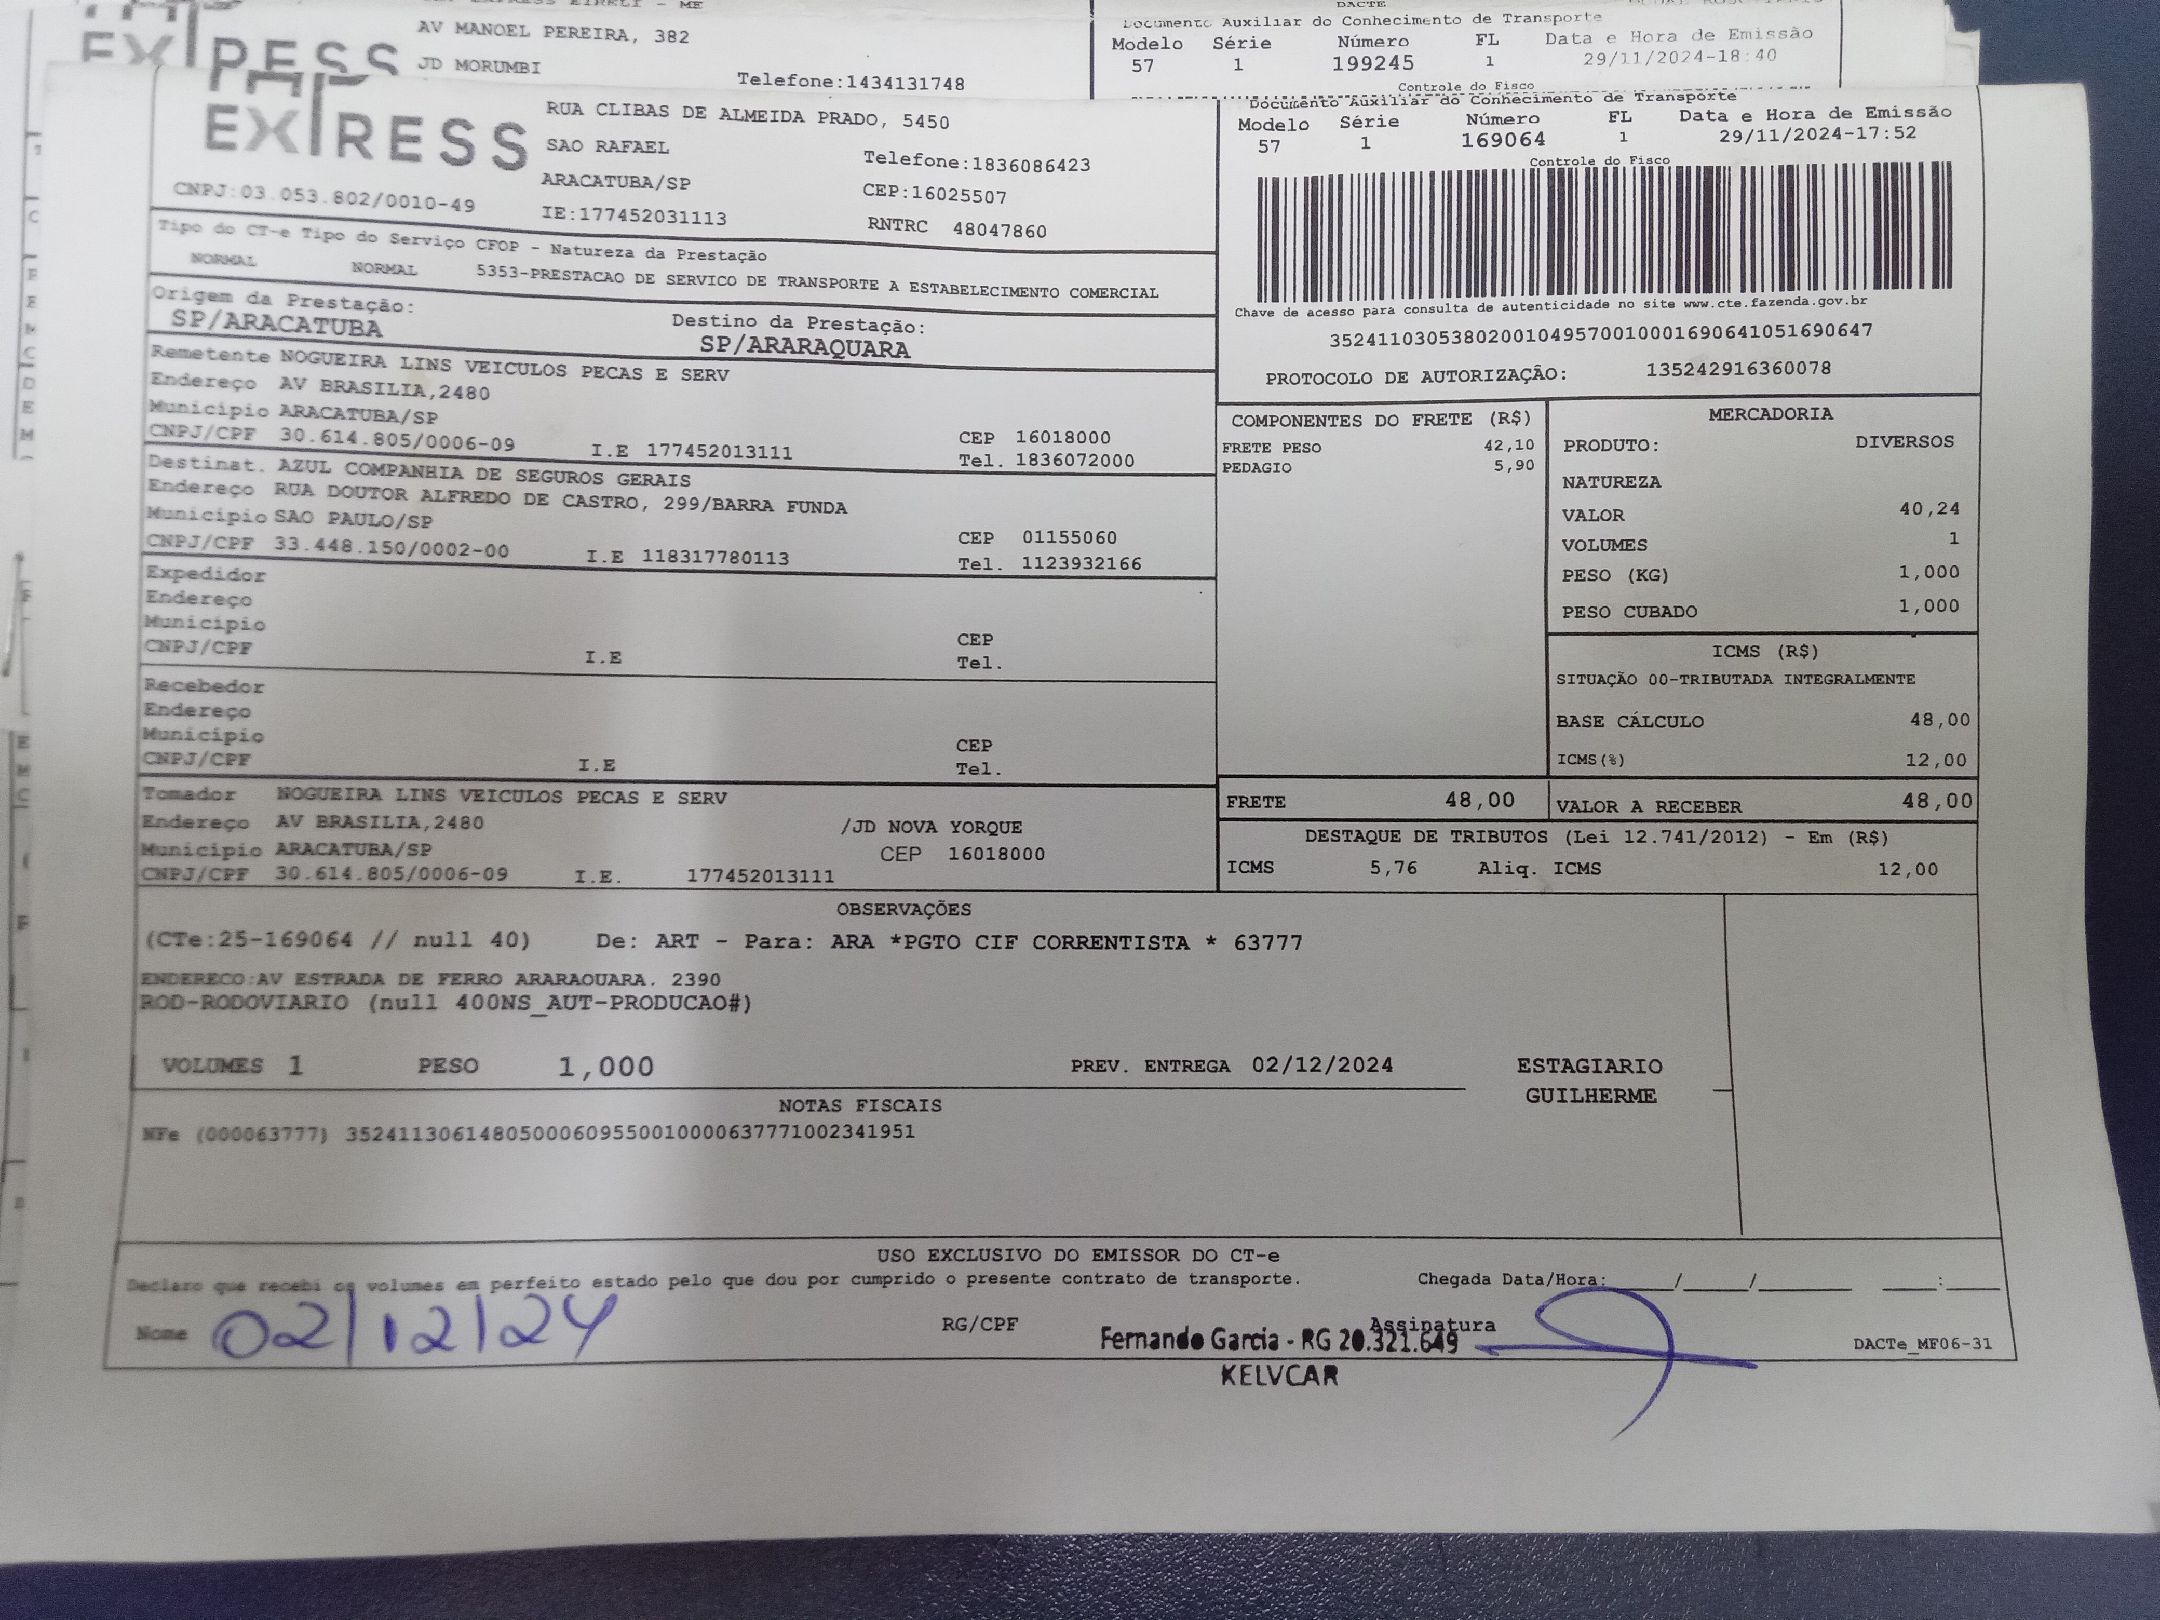 AV MANOEL PEREIRA, 382
JD MORUMBI
Telefone:1434131748
DACTE
Documento Auxiliar do Conhecimento de Transporte
Modelo Série Número FL Data e Hora de Emissão
57 1 199245 1 29/11/2024-18:40
Controle do Fisco
EXPRESS
EXPRESS
RUA CLIBAS DE ALMEIDA PRADO, 5450
SAO RAFAEL
Telefone:1836086423
ARACATUBA/SP
CEP:16025507
CNPJ:03.053.802/0010-49
IE:177452031113
RNTRC 48047860
Documento Auxiliar do Conhecimento de Transporte
Modelo Série Número FL Data e Hora de Emissão
57 1 169064 1 29/11/2024-17:52
Controle do Fisco
Chave de acesso para consulta de autenticidade no site www.cte.fazenda.gov.br
35241103053802001049570010001690641051690647
PROTOCOLO DE AUTORIZAÇÃO: 135242916360078
Tipo do CT-e Tipo do Serviço CFOP - Natureza da Prestação
NORMAL NORMAL 5353-PRESTACAO DE SERVICO DE TRANSPORTE A ESTABELECIMENTO COMERCIAL
Origem da Prestação: Destino da Prestação:
SP/ARACATUBA SP/ARARAQUARA
Remetente NOGUEIRA LINS VEICULOS PECAS E SERV
Endereço AV BRASILIA,2480
Município ARACATUBA/SP CEP 16018000
CNPJ/CPF 30.614.805/0006-09 I.E 177452013111 Tel. 1836072000
Destinat. AZUL COMPANHIA DE SEGUROS GERAIS
Endereço RUA DOUTOR ALFREDO DE CASTRO, 299/BARRA FUNDA
Município SAO PAULO/SP CEP 01155060
CNPJ/CPF 33.448.150/0002-00 I.E 118317780113 Tel. 1123932166
Expedidor
Endereço
Município CEP
CNPJ/CPF I.E Tel.
Recebedor
Endereço
Município CEP
CNPJ/CPF I.E Tel.
Tomador NOGUEIRA LINS VEICULOS PECAS E SERV
Endereço AV BRASILIA,2480 /JD NOVA YORQUE
Município ARACATUBA/SP CEP 16018000
CNPJ/CPF 30.614.805/0006-09 I.E. 177452013111
COMPONENTES DO FRETE (R$)
FRETE PESO 42,10
PEDAGIO 5,90
MERCADORIA
PRODUTO: DIVERSOS
NATUREZA
VALOR 40,24
VOLUMES 1
PESO (KG) 1,000
PESO CUBADO 1,000
ICMS (R$)
SITUAÇÃO 00-TRIBUTADA INTEGRALMENTE
BASE CÁLCULO 48,00
ICMS(%) 12,00
FRETE 48,00 VALOR A RECEBER 48,00
DESTAQUE DE TRIBUTOS (Lei 12.741/2012) - Em (R$)
ICMS 5,76 Aliq. ICMS 12,00
OBSERVAÇÕES
(CTe:25-169064 // null 40) De: ART - Para: ARA *PGTO CIF CORRENTISTA * 63777
ENDERECO:AV ESTRADA DE FERRO ARARAQUARA. 2390
ROD-RODOVIARIO (null 400NS_AUT-PRODUCAO#)
VOLUMES 1 PESO 1,000 PREV. ENTREGA 02/12/2024 ESTAGIARIO
GUILHERME
NOTAS FISCAIS
NFe (000063777) 35241130614805000609550010000637771002341951
USO EXCLUSIVO DO EMISSOR DO CT-e
Declaro que recebi os volumes em perfeito estado pelo que dou por cumprido o presente contrato de transporte. Chegada Data/Hora: / / :
Nome 02/12/24 RG/CPF Assinatura
Fernando Garcia - RG 20.321.649
DACTe_MF06-31
KELVCAR